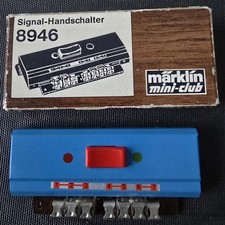 Signal-Handschalter
8946
märklin
mini-club